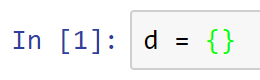 In [1]: d = {}